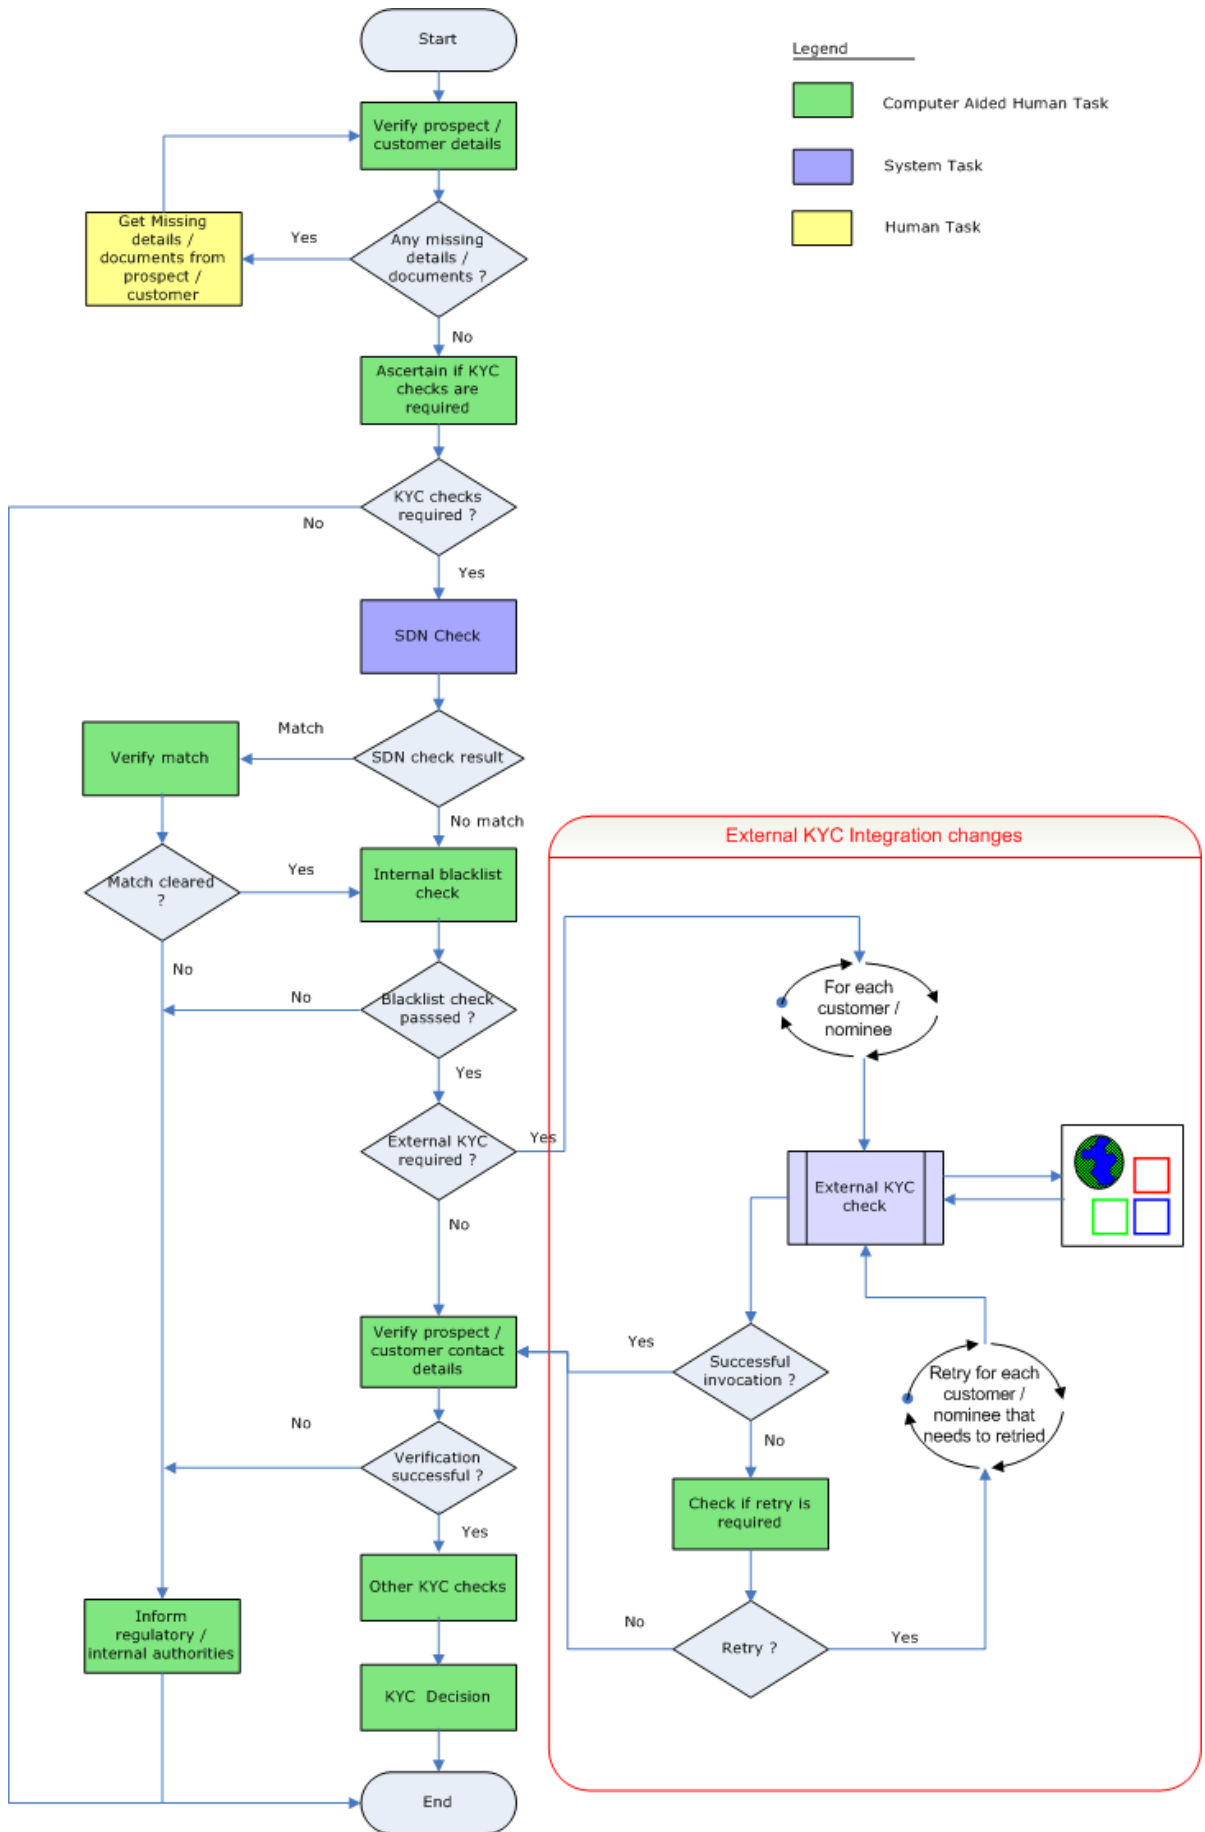 Start
Legend
Computer Aided Human Task
System Task
Human Task
Verify prospect /
customer details
Get Missing
details /
documents from
prospect /
customer
Yes
Any missing
details /
documents ?
No
Ascertain if KYC
checks are
required
KYC checks
required ?
No
Yes
SDN Check
Match
Verify match
SDN check result
No match
External KYC Integration changes
Match cleared
?
Yes
Internal blacklist
check
No
No
Blacklist check
passsed ?
For each
customer /
nominee
Yes
External KYC
required ?
Yes
External KYC
check
No
Verify prospect /
customer contact
details
Yes
Successful
invocation ?
Retry for each
customer /
nominee that
needs to retried
No
Verification
successful ?
No
Check if retry is
required
Yes
Other KYC checks
Inform
regulatory /
internal authorities
No
Retry ?
Yes
KYC  Decision
End